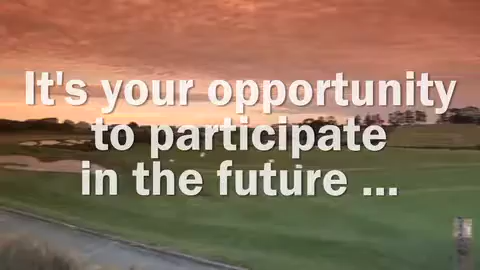 It's your opportunity
to participate
in the future ...